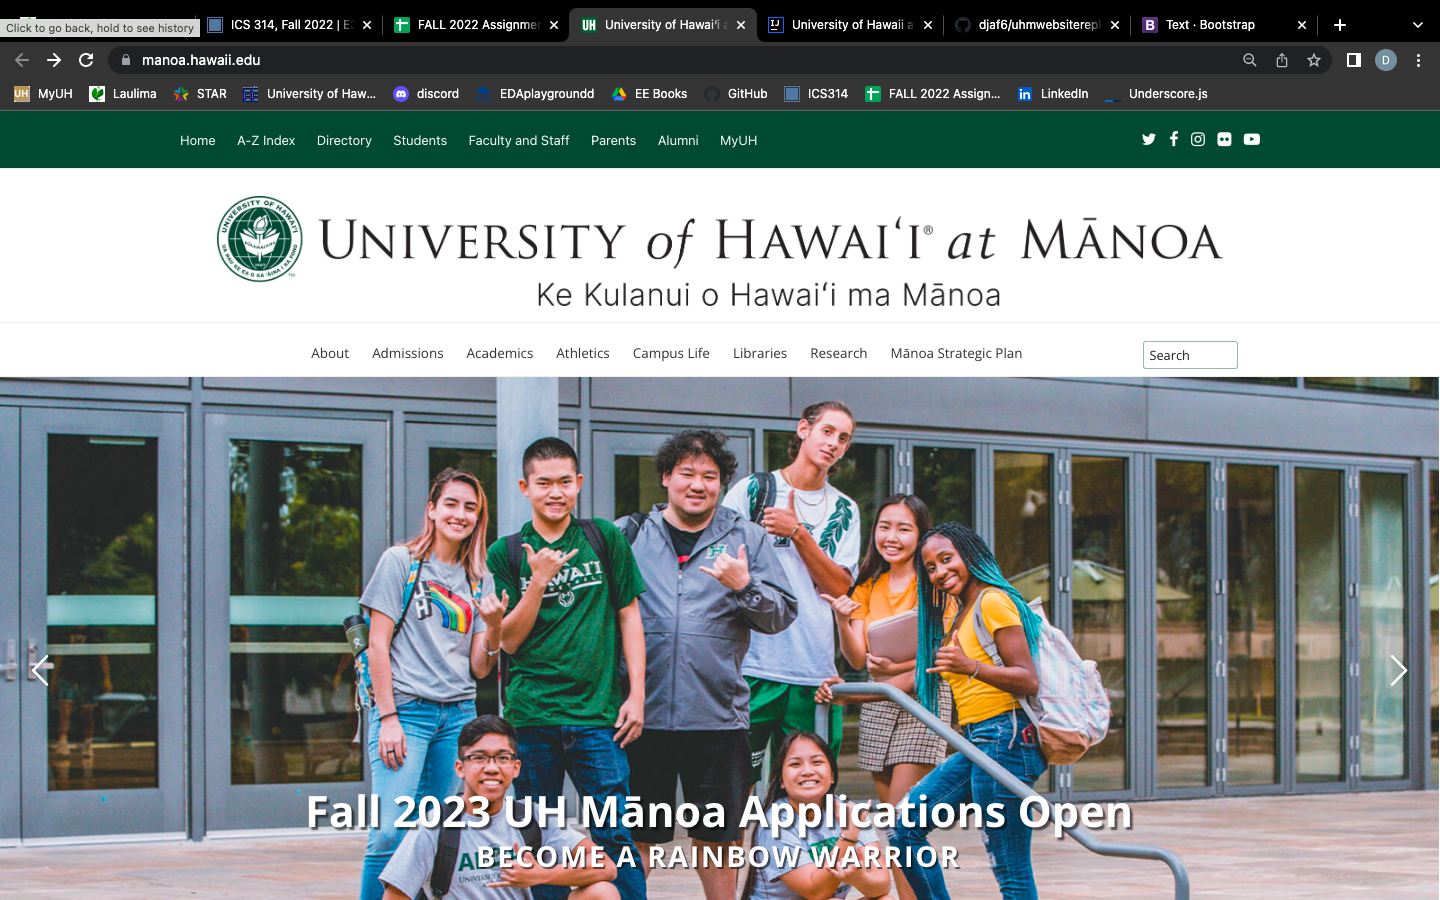 Click to go back, hold to see history
ICS 314, Fall 2022 | E
FALL 2022 Assignme
University of Hawaiʻi
University of Hawaii a
djaf6/uhmwebsiterep
Text · Bootstrap
manoa.hawaii.edu
D
MyUH
Laulima
STAR
University of Haw...
discord
EDAplaygroundd
EE Books
GitHub
ICS314
FALL 2022 Assign...
LinkedIn
Underscore.js
Home
A-Z Index
Directory
Students
Faculty and Staff
Parents
Alumni
MyUH
UNIVERSITY of HAWAIʻI® at MĀNOA
Ke Kulanui o Hawaiʻi ma Mānoa
About
Admissions
Academics
Athletics
Campus Life
Libraries
Research
Mānoa Strategic Plan
Search
HAWAIʻI
Fall 2023 UH Mānoa Applications Open
BECOME A RAINBOW WARRIOR